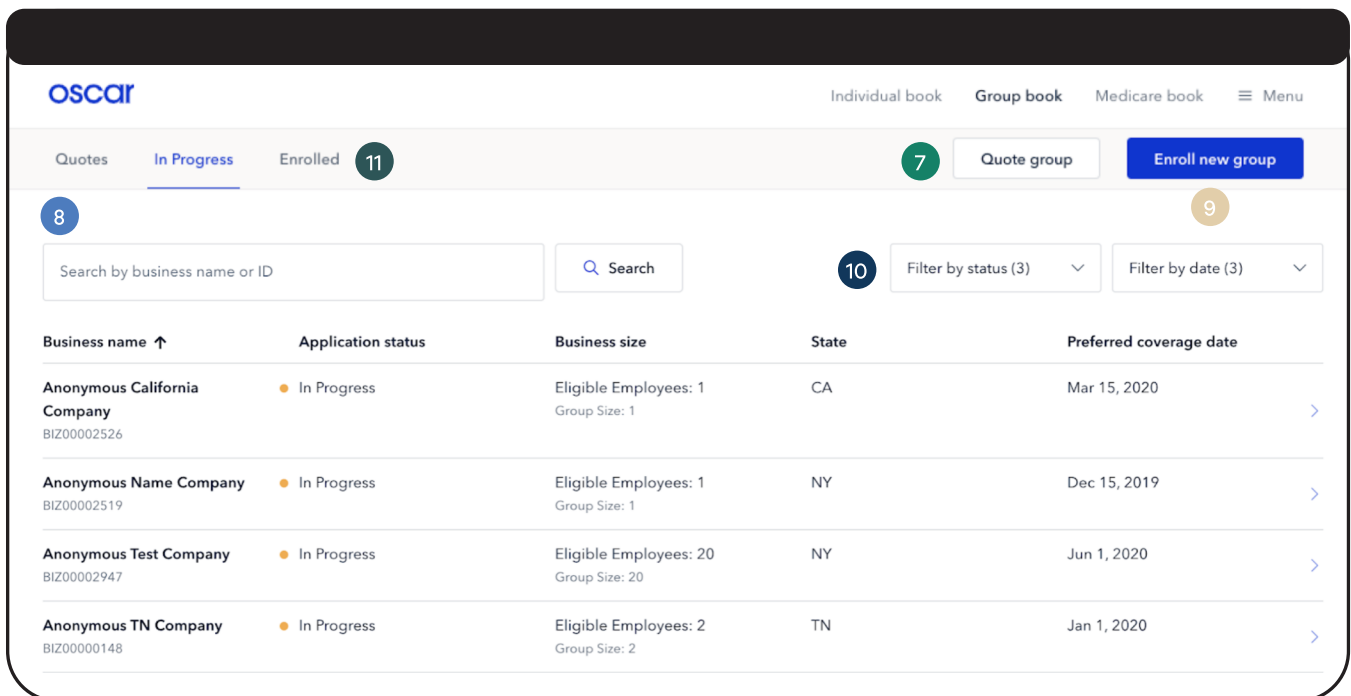 oscar
Individual book Group book Medicare book Menu
Quotes In Progress Enrolled 11 7 Quote group Enroll new group
8 9
Search by business name or ID Search 10 Filter by status (3) Filter by date (3)
Business name ↑ Application status Business size State Preferred coverage date
Anonymous California In Progress Eligible Employees: 1 CA Mar 15, 2020
Company Group Size: 1
BIZ00002526
Anonymous Name Company In Progress Eligible Employees: 1 NY Dec 15, 2019
BIZ00002519 Group Size: 1
Anonymous Test Company In Progress Eligible Employees: 20 NY Jun 1, 2020
BIZ00002947 Group Size: 20
Anonymous TN Company In Progress Eligible Employees: 2 TN Jan 1, 2020
BIZ00000148 Group Size: 2